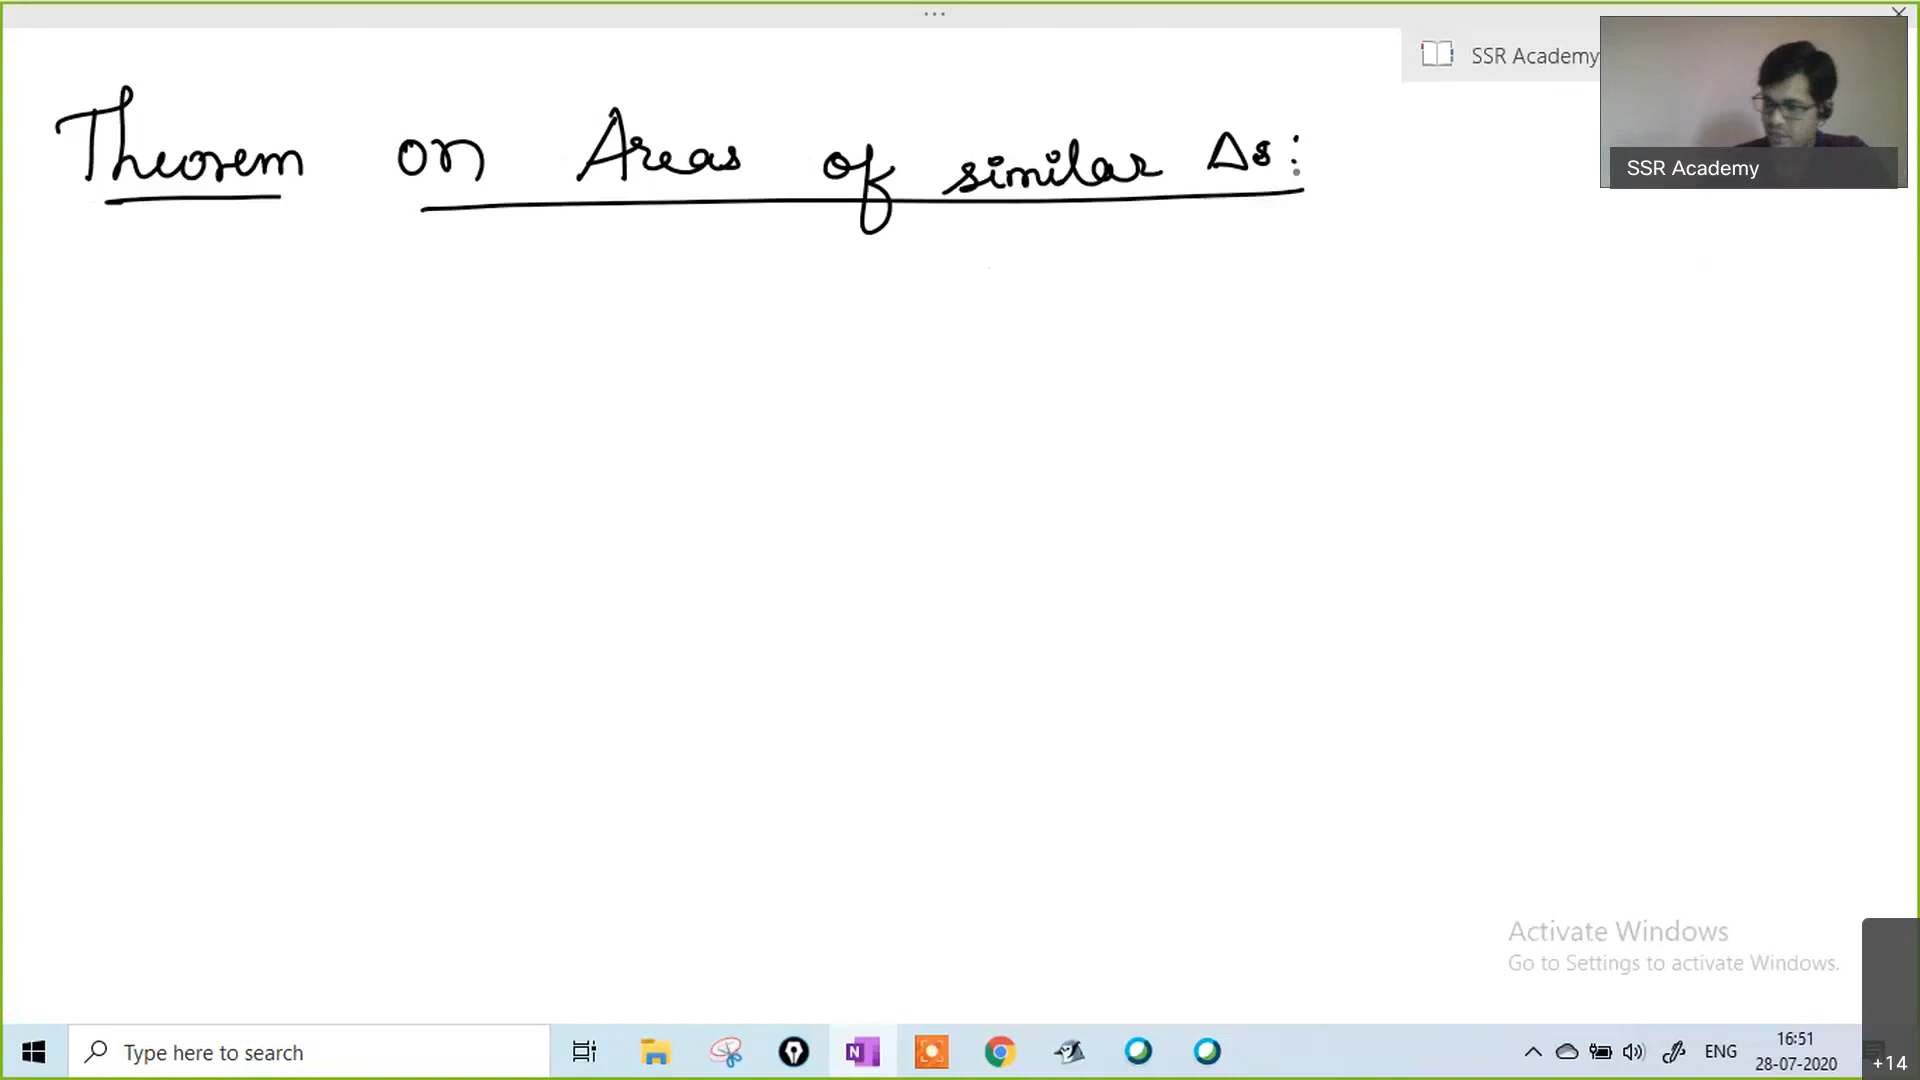 SSR Academy
Theorem on Areas of similar Δs:
SSR Academy
Activate Windows
Go to Settings to activate Windows.
Type here to search
N
ENG
16:51
28-07-2020
+14